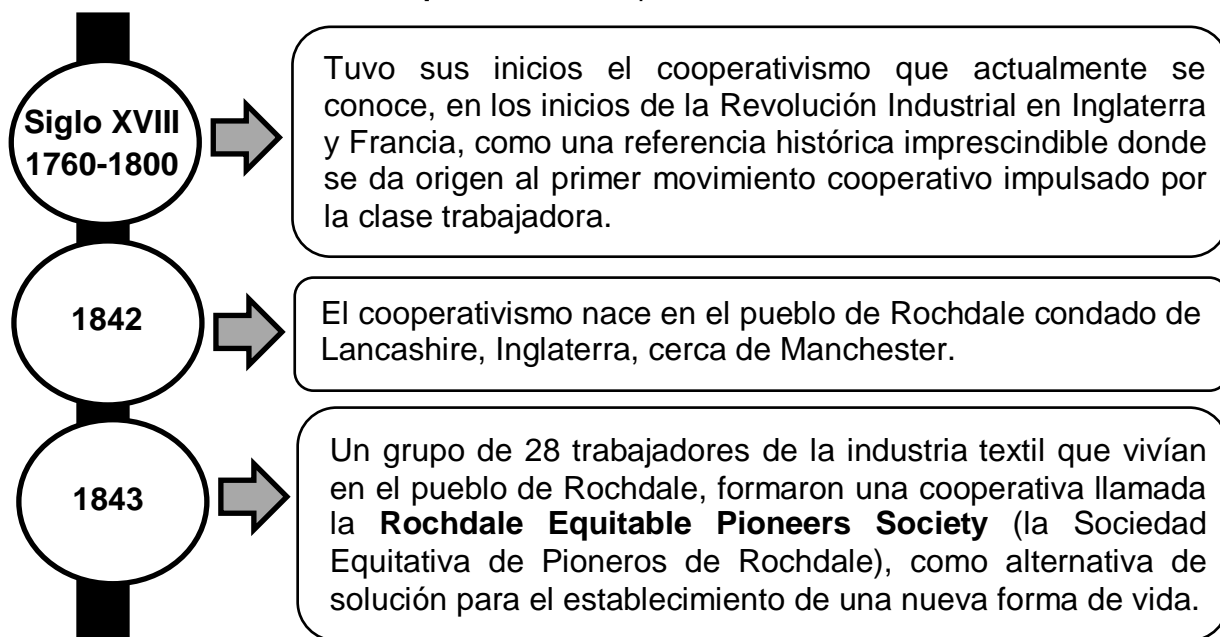 Siglo XVIII
1760-1800
Tuvo sus inicios el cooperativismo que actualmente se
conoce, en los inicios de la Revolución Industrial en Inglaterra
y Francia, como una referencia histórica imprescindible donde
se da origen al primer movimiento cooperativo impulsado por
la clase trabajadora.
1842
El cooperativismo nace en el pueblo de Rochdale condado de
Lancashire, Inglaterra, cerca de Manchester.
1843
Un grupo de 28 trabajadores de la industria textil que vivían
en el pueblo de Rochdale, formaron una cooperativa llamada
la Rochdale Equitable Pioneers Society (la Sociedad
Equitativa de Pioneros de Rochdale), como alternativa de
solución para el establecimiento de una nueva forma de vida.